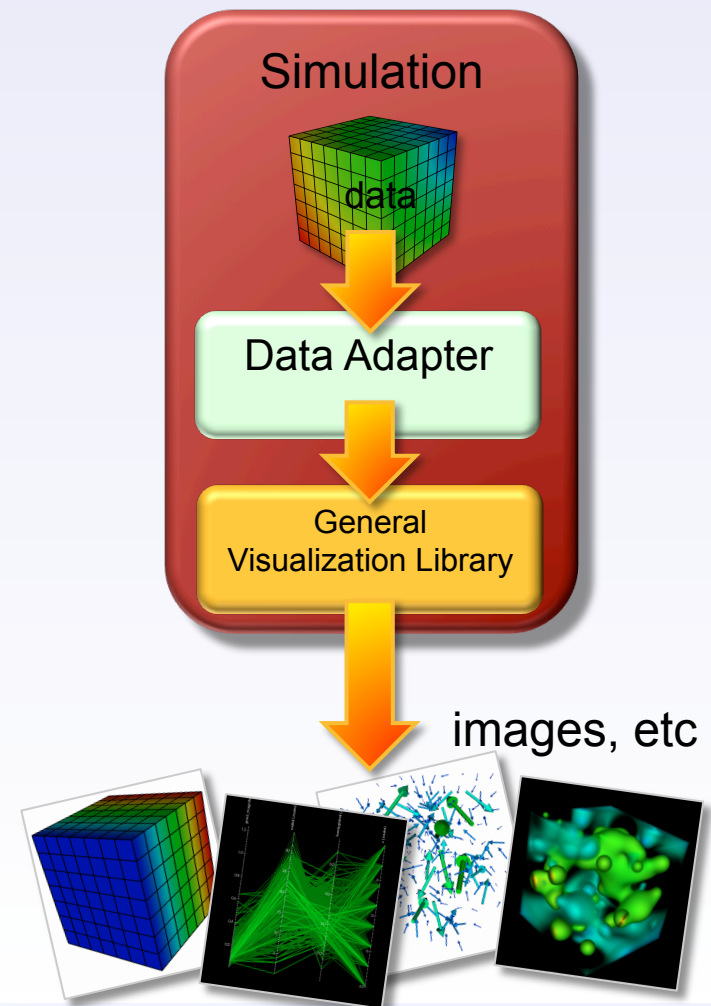 Simulation
data
Data Adapter
General
Visualization Library
images, etc